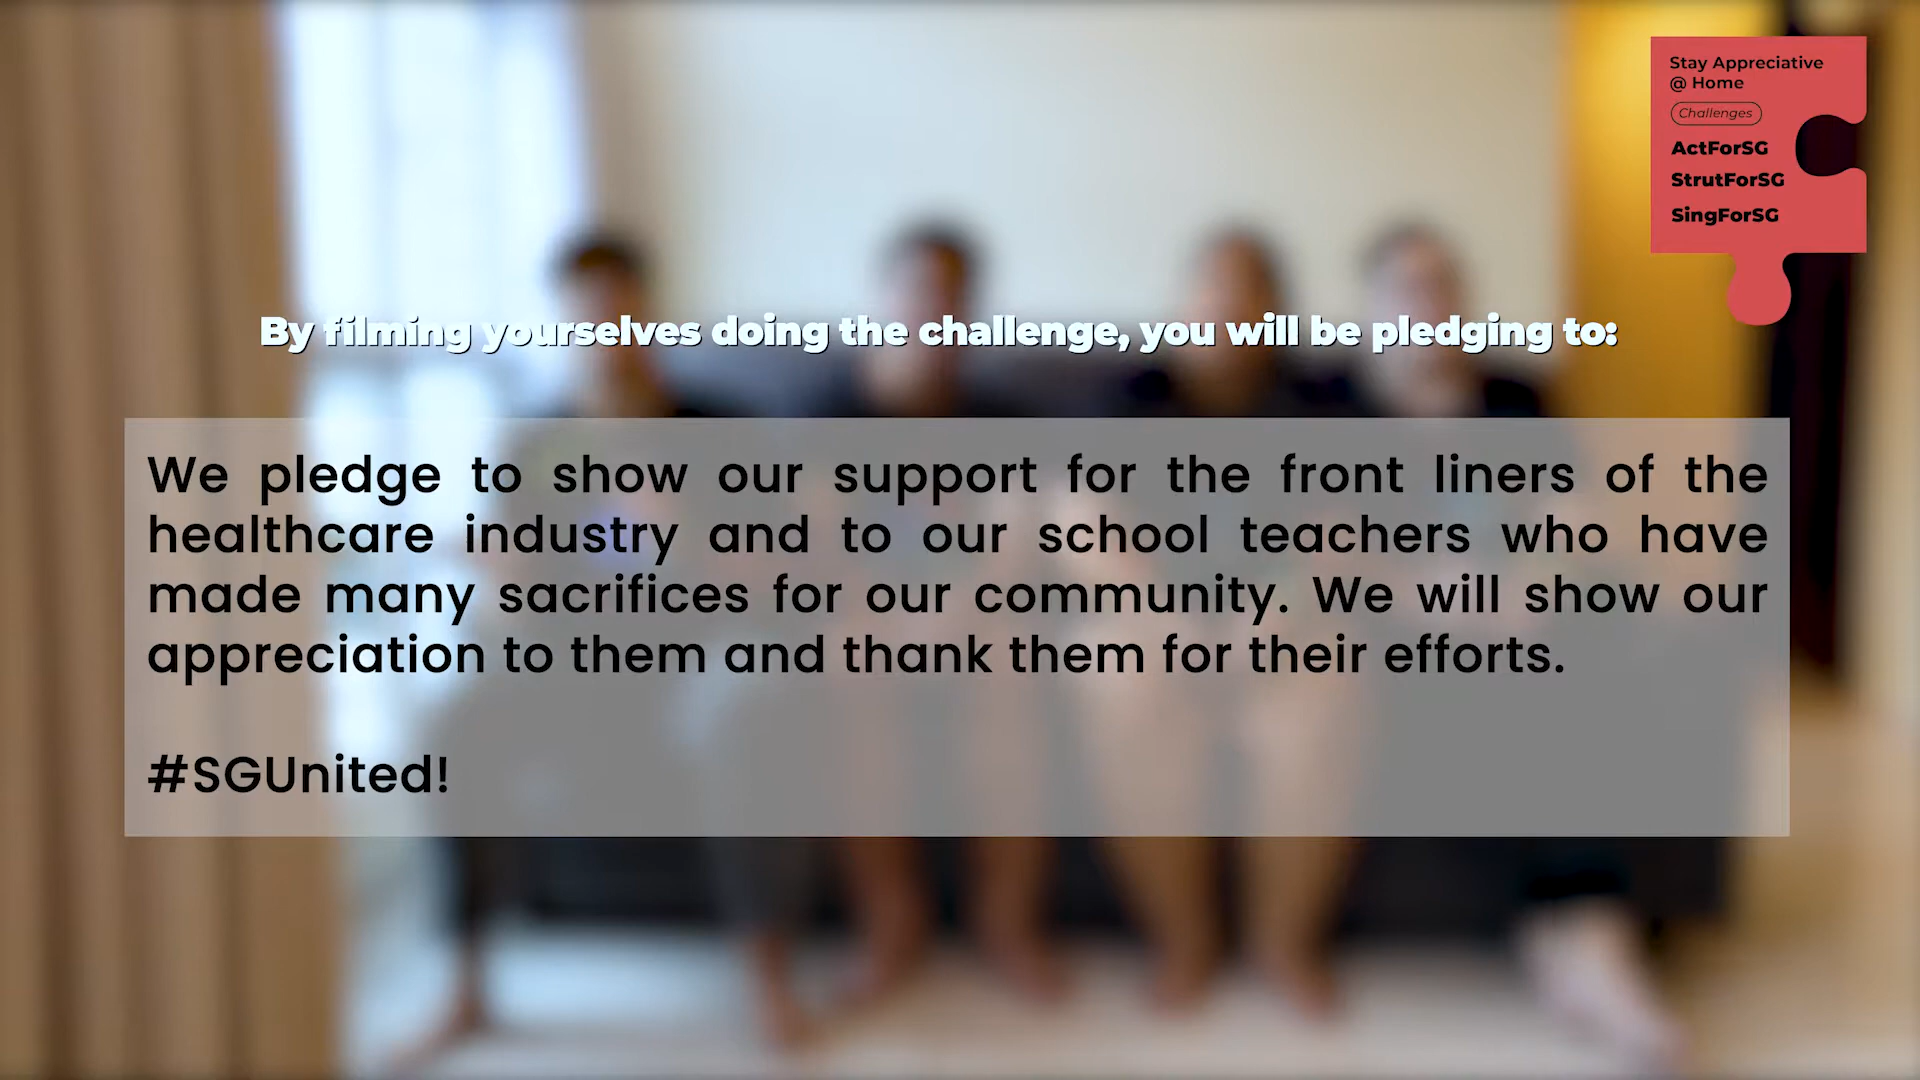 Stay Appreciative
@ Home
Challenges
ActForSG
StrutForSG
SingForSG
By filming yourselves doing the challenge, you will be pledging to:
We pledge to show our support for the front liners of the
healthcare industry and to our school teachers who have
made many sacrifices for our community. We will show our
appreciation to them and thank them for their efforts.
#SGUnited!